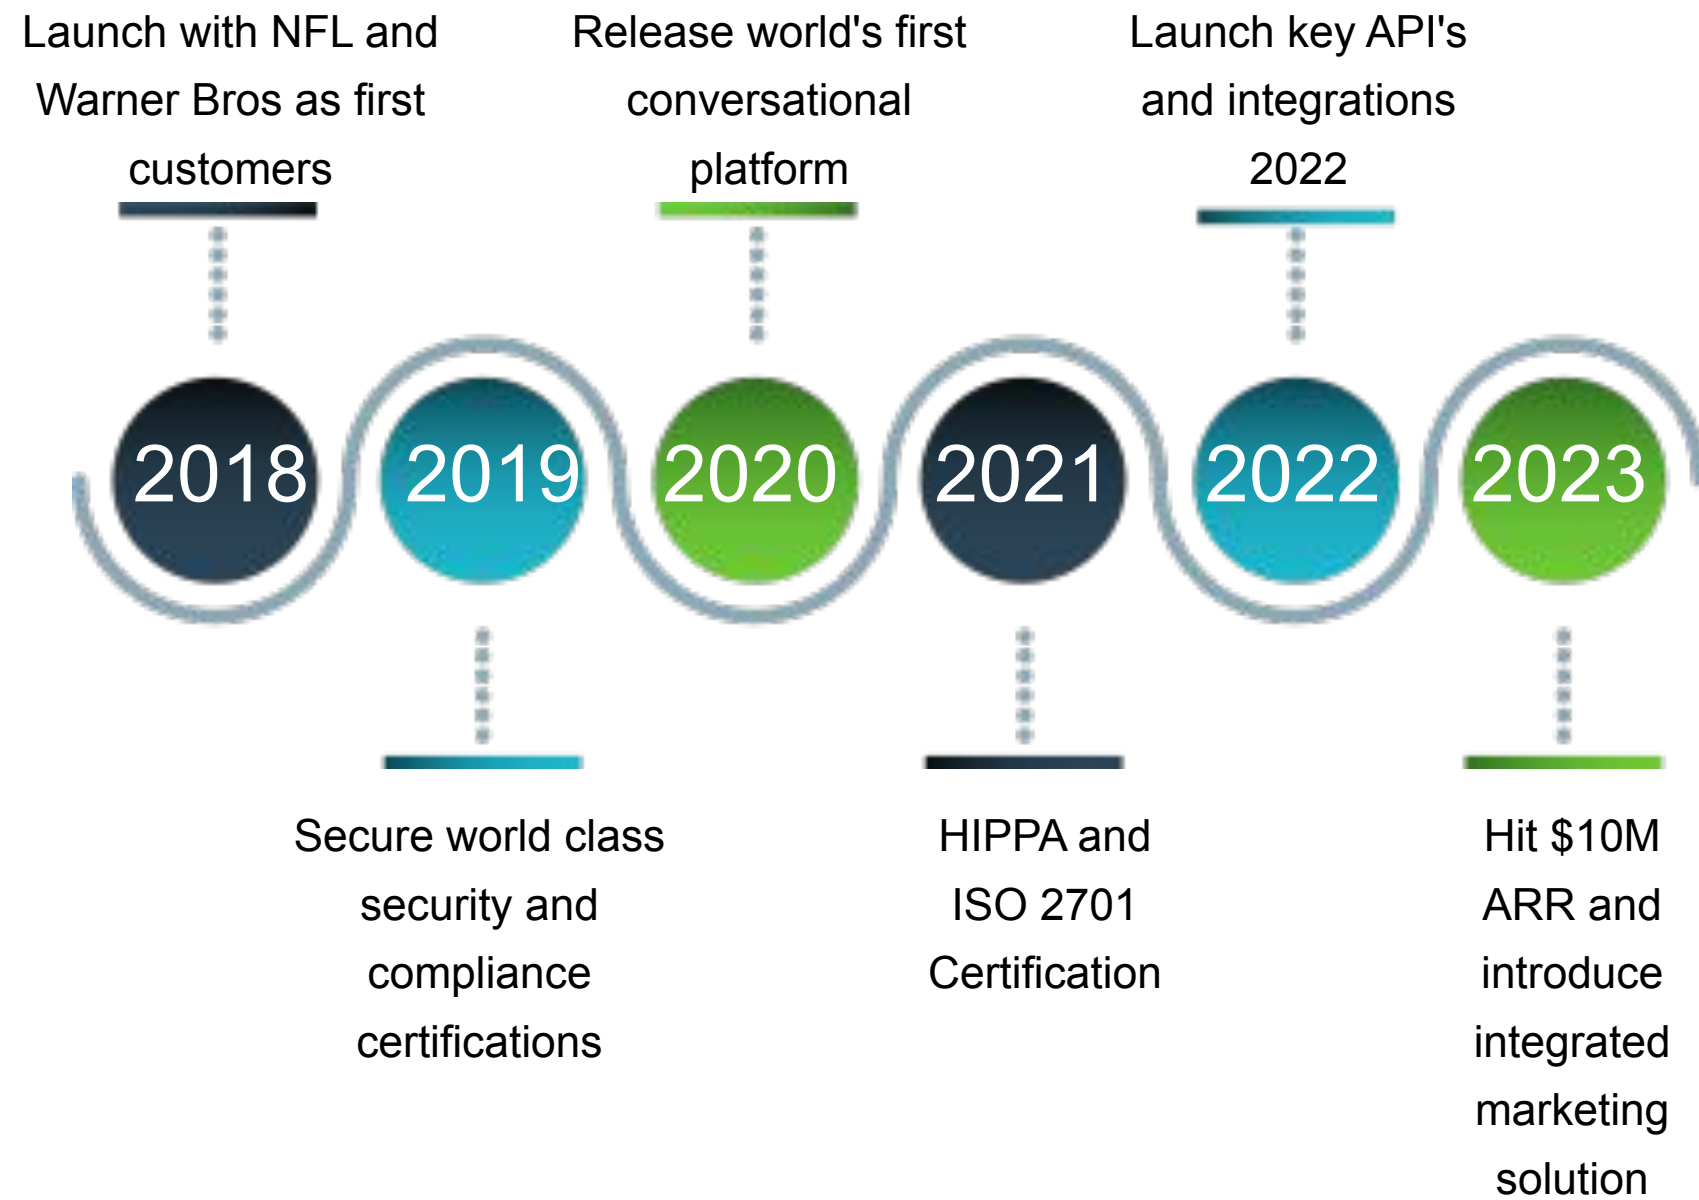 Launch with NFL and
Warner Bros as first
customers
Release world's first
conversational
platform
Launch key API's
and integrations
2022
2018
2019
2020
2021
2022
2023
Secure world class
security and
compliance
certifications
HIPPA and
ISO 2701
Certification
Hit $10M
ARR and
introduce
integrated
marketing
solution